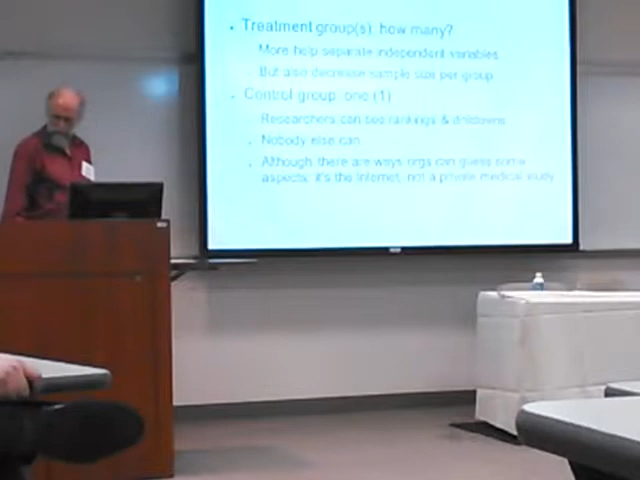 Treatment group(s): how many?
More help separate independent variables
But also decrease sample size per group
Control group: one (1)
Researchers can see rankings & drildowns
Nobody else can
Although there are ways orgs can guess some
aspects: it's the Internet, not a private medical study